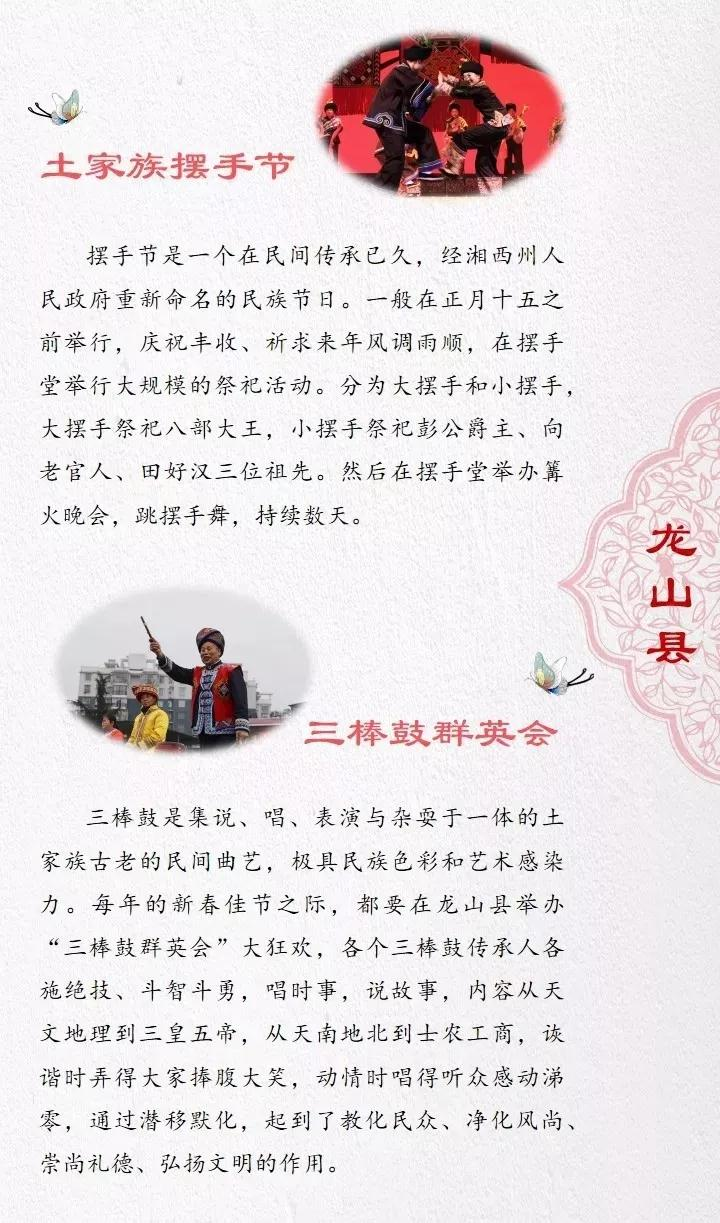 土家族摆手节
摆手节是一个在民间传承已久，经湘西州人
民政府重新命名的民族节日。一般在正月十五之
前举行，庆祝丰收、祈求来年风调雨顺，在摆手
堂举行大规模的祭祀活动。分为大摆手和小摆手，
大摆手祭祀八部大王，小摆手祭祀彭公爵主、向
老官人、田好汉三位祖先。然后在摆手堂举办篝
火晚会，跳摆手舞，持续数天。
龙山县
三棒鼓群英会
三棒鼓是集说、唱、表演与杂耍于一体的土
家族古老的民间曲艺，极具民族色彩和艺术感染
力。每年的新春佳节之际，都要在龙山县举办
“三棒鼓群英会”大狂欢，各个三棒鼓传承人各
施绝技、斗智斗勇，唱时事，说故事，内容从天
文地理到三皇五帝，从天南地北到士农工商，诙
谐时弄得大家捧腹大笑，动情时唱得听众感动涕
零，通过潜移默化，起到了教化民众、净化风尚、
崇尚礼德、弘扬文明的作用。